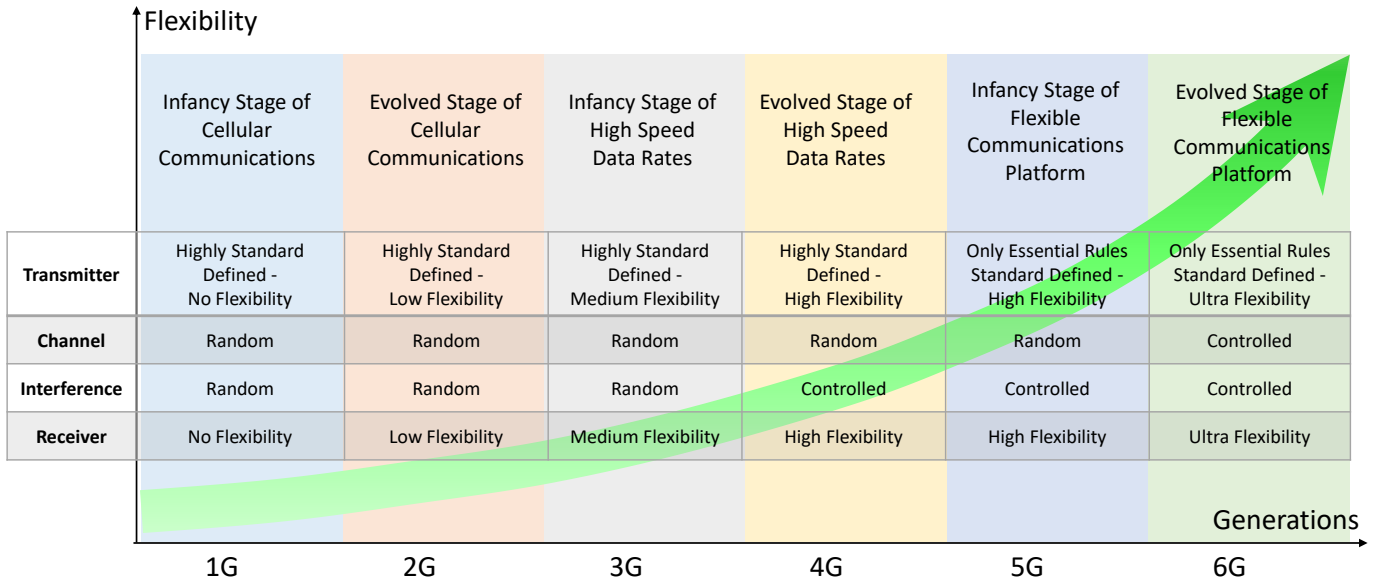 Flexibility
Infancy Stage of
Cellular
Communications
Evolved Stage of
Cellular
Communications
Infancy Stage of
High Speed
Data Rates
Evolved Stage of
High Speed
Data Rates
Infancy Stage of
Flexible
Communications
Platform
Evolved Stage of
Flexible
Communications
Platform
Transmitter
Highly Standard
Defined -
No Flexibility
Highly Standard
Defined -
Low Flexibility
Highly Standard
Defined -
Medium Flexibility
Highly Standard
Defined -
High Flexibility
Only Essential Rules
Standard Defined -
High Flexibility
Only Essential Rules
Standard Defined -
Ultra Flexibility
Channel
Random
Random
Random
Random
Random
Controlled
Interference
Random
Random
Random
Controlled
Controlled
Controlled
Receiver
No Flexibility
Low Flexibility
Medium Flexibility
High Flexibility
High Flexibility
Ultra Flexibility
Generations
1G
2G
3G
4G
5G
6G